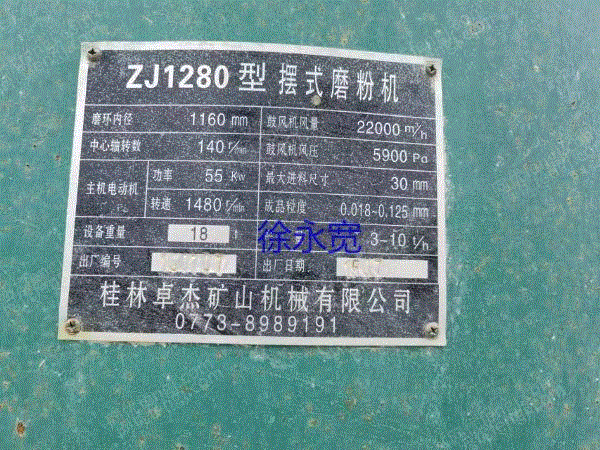 ZJ1280型摆式磨粉机
磨环内径 1160 mm 鼓风机风量 22000 m³/h
中心轴转数 140 r/min 鼓风机风压 5900 Pa
主机电动机 功率 55 Kw 最大进料尺寸 30 mm
转速 1480 r/min 成品粒度 0.018-0.125 mm
设备重量 18 t 徐永宽 3-10 t/h
出厂编号 出厂日期
桂林卓杰矿山机械有限公司
0773-8989191